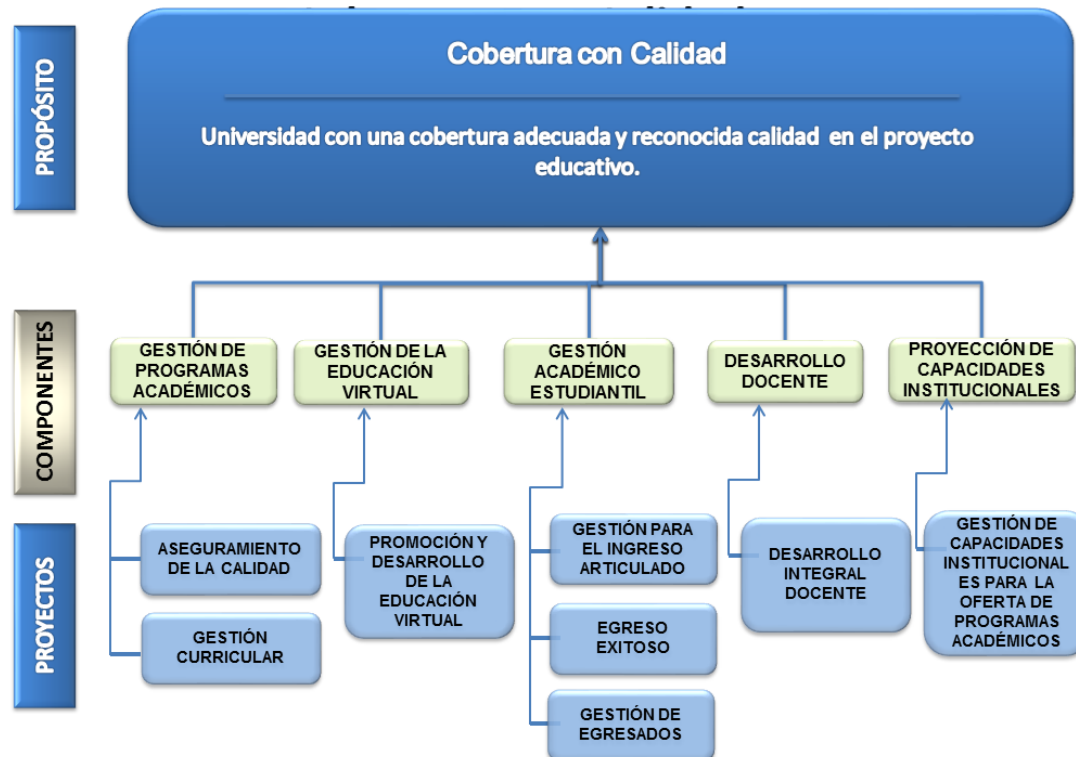 PROPÓSITO
Cobertura con Calidad
Universidad con una cobertura adecuada y reconocida calidad en el proyecto
educativo.
COMPONENTES
GESTIÓN DE
PROGRAMAS
ACADÉMICOS
GESTIÓN DE LA
EDUCACIÓN
VIRTUAL
GESTIÓN
ACADÉMICO
ESTUDIANTIL
DESARROLLO
DOCENTE
PROYECCIÓN DE
CAPACIDADES
INSTITUCIONALES
PROYECTOS
ASEGURAMIENTO
DE LA CALIDAD
GESTIÓN
CURRICULAR
PROMOCIÓN Y
DESARROLLO
DE LA
EDUCACIÓN
VIRTUAL
GESTIÓN PARA
EL INGRESO
ARTICULADO
EGRESO
EXITOSO
GESTIÓN DE
EGRESADOS
DESARROLLO
INTEGRAL
DOCENTE
GESTIÓN DE
CAPACIDADES
INSTITUCIONAL
ES PARA LA
OFERTA DE
PROGRAMAS
ACADÉMICOS